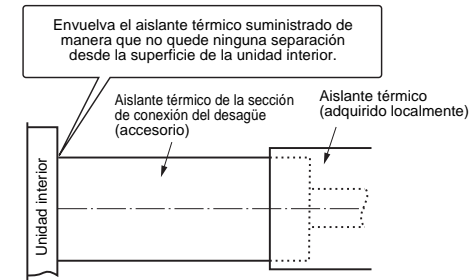 Envuelva el aislante térmico suministrado de
manera que no quede ninguna separación
desde la superficie de la unidad interior.
Aislante térmico de la sección
de conexión del desagüe
(accesorio)
Aislante térmico
(adquirido localmente)
Unidad interior